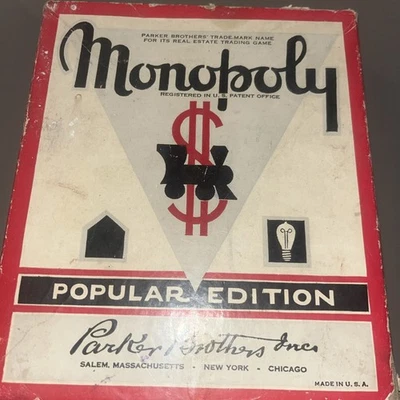 PARKER BROTHERS' TRADE-MARK NAME
FOR ITS REAL ESTATE TRADING GAME
Monopoly
REGISTERED IN U. S. PATENT OFFICE
POPULAR EDITION
Parker Brothers Inc
SALEM, MASSACHUSETTS - NEW YORK - CHICAGO
MADE IN U. S. A.